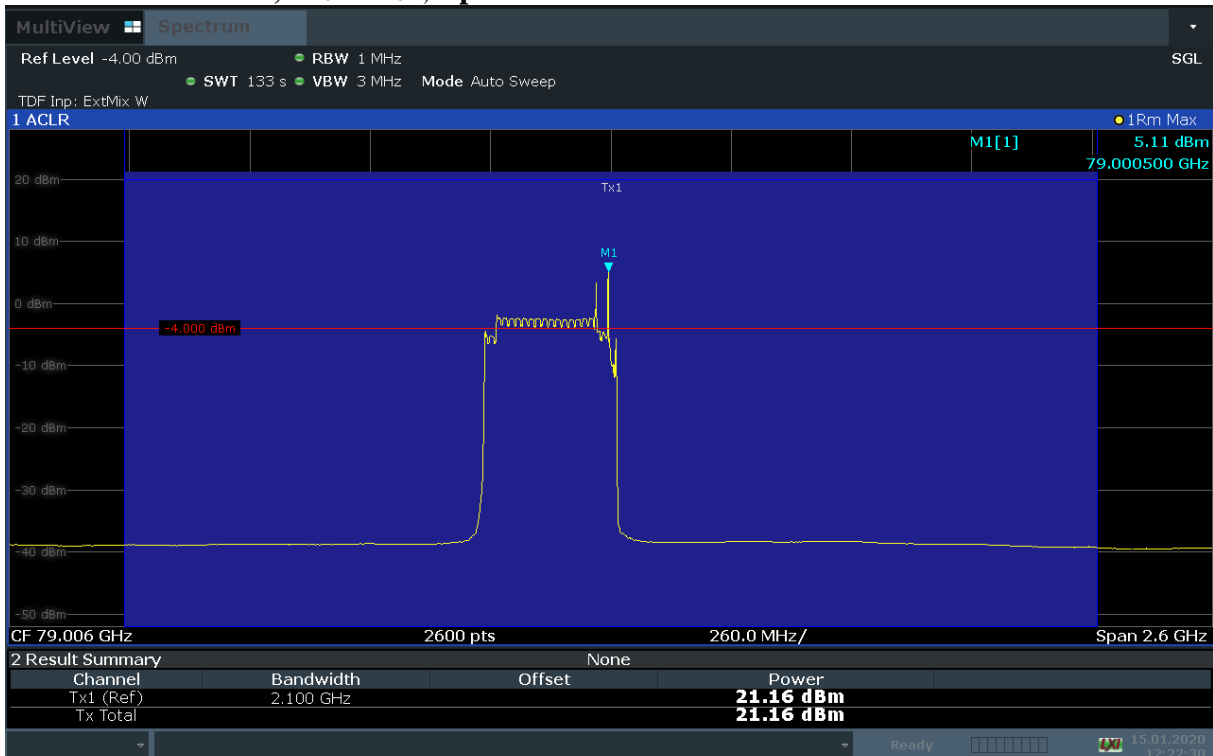 MultiView Spectrum
Ref Level -4.00 dBm RBW 1 MHz SGL
SWT 133 s VBW 3 MHz Mode Auto Sweep
TDF Inp: ExtMix W
1 ACLR 1Rm Max
M1[1] 5.11 dBm
79.000500 GHz
20 dBm
Tx1
10 dBm
M1
0 dBm
-4.000 dBm
-10 dBm
-20 dBm
-30 dBm
-40 dBm
-50 dBm
CF 79.006 GHz 2600 pts 260.0 MHz/ Span 2.6 GHz
2 Result Summary None
Channel Bandwidth Offset Power
Tx1 (Ref) 2.100 GHz 21.16 dBm
Tx Total 21.16 dBm
Ready LXI 15.01.2020
12:22:30